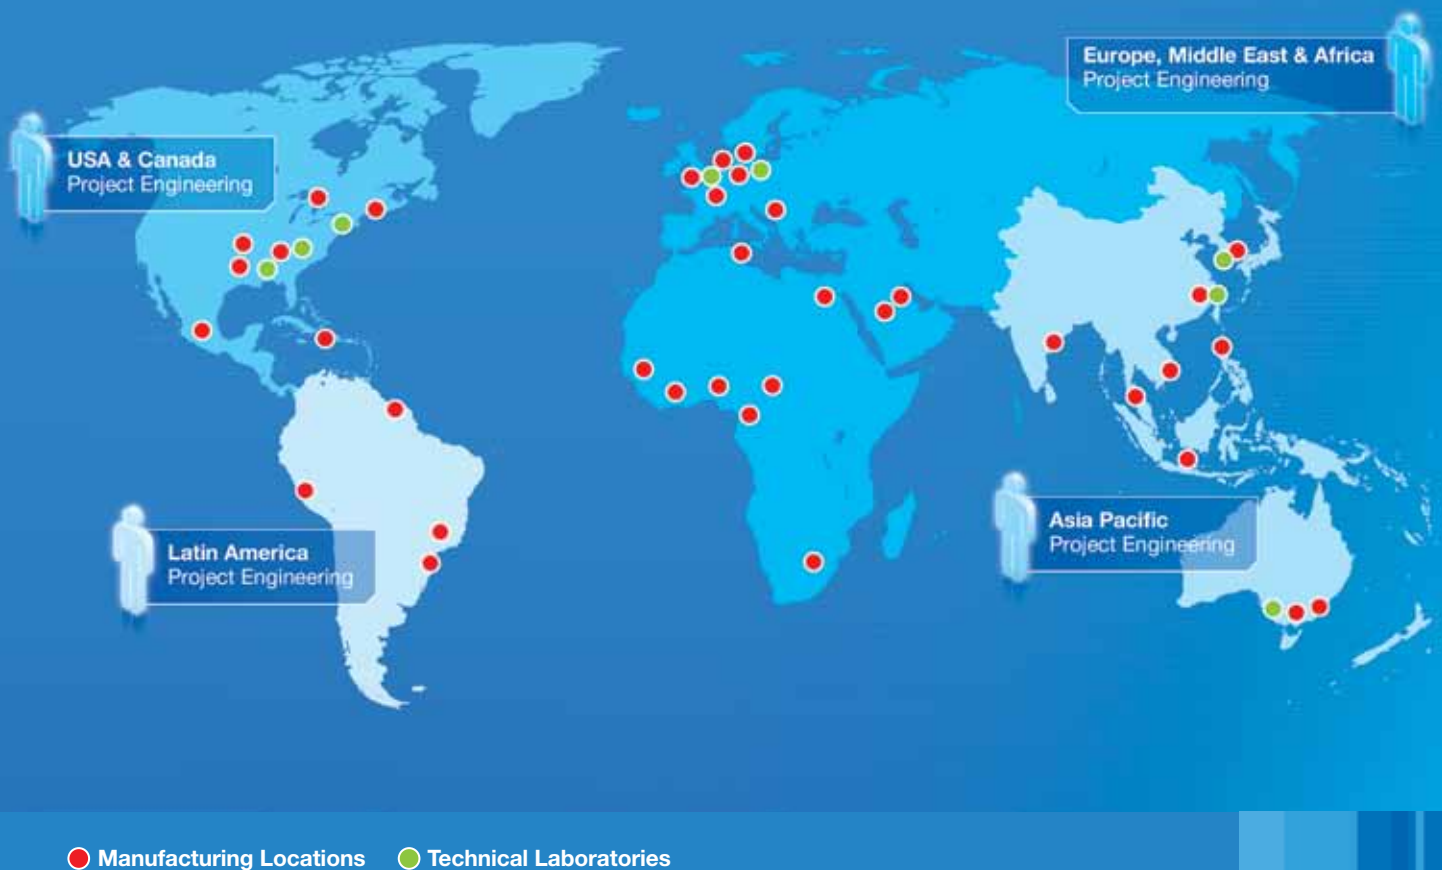 Europe, Middle East & Africa
Project Engineering
USA & Canada
Project Engineering
Asia Pacific
Project Engineering
Latin America
Project Engineering
Manufacturing Locations
Technical Laboratories